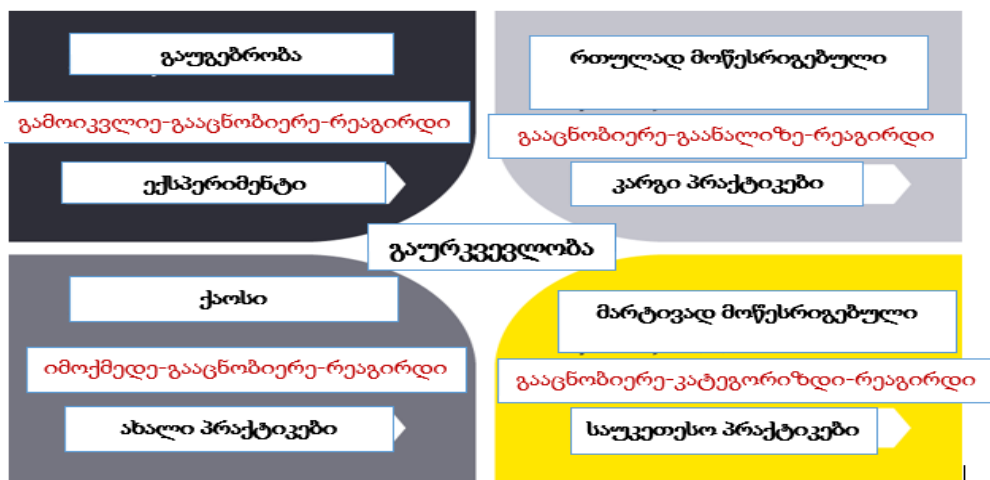 გაუგებრობა
გამოიკვლიე-გააცნობიერე-რეაგირდი
ექსპერიმენტი
რთულად მოწესრიგებული
გააცნობიერე-გაანალიზე-რეაგირდი
კარგი პრაქტიკები
გაურკვევლობა
ქაოსი
იმოქმედე-გააცნობიერე-რეაგირდი
ახალი პრაქტიკები
მარტივად მოწესრიგებული
გააცნობიერე-კატეგორიზდი-რეაგირდი
საუკეთესო პრაქტიკები